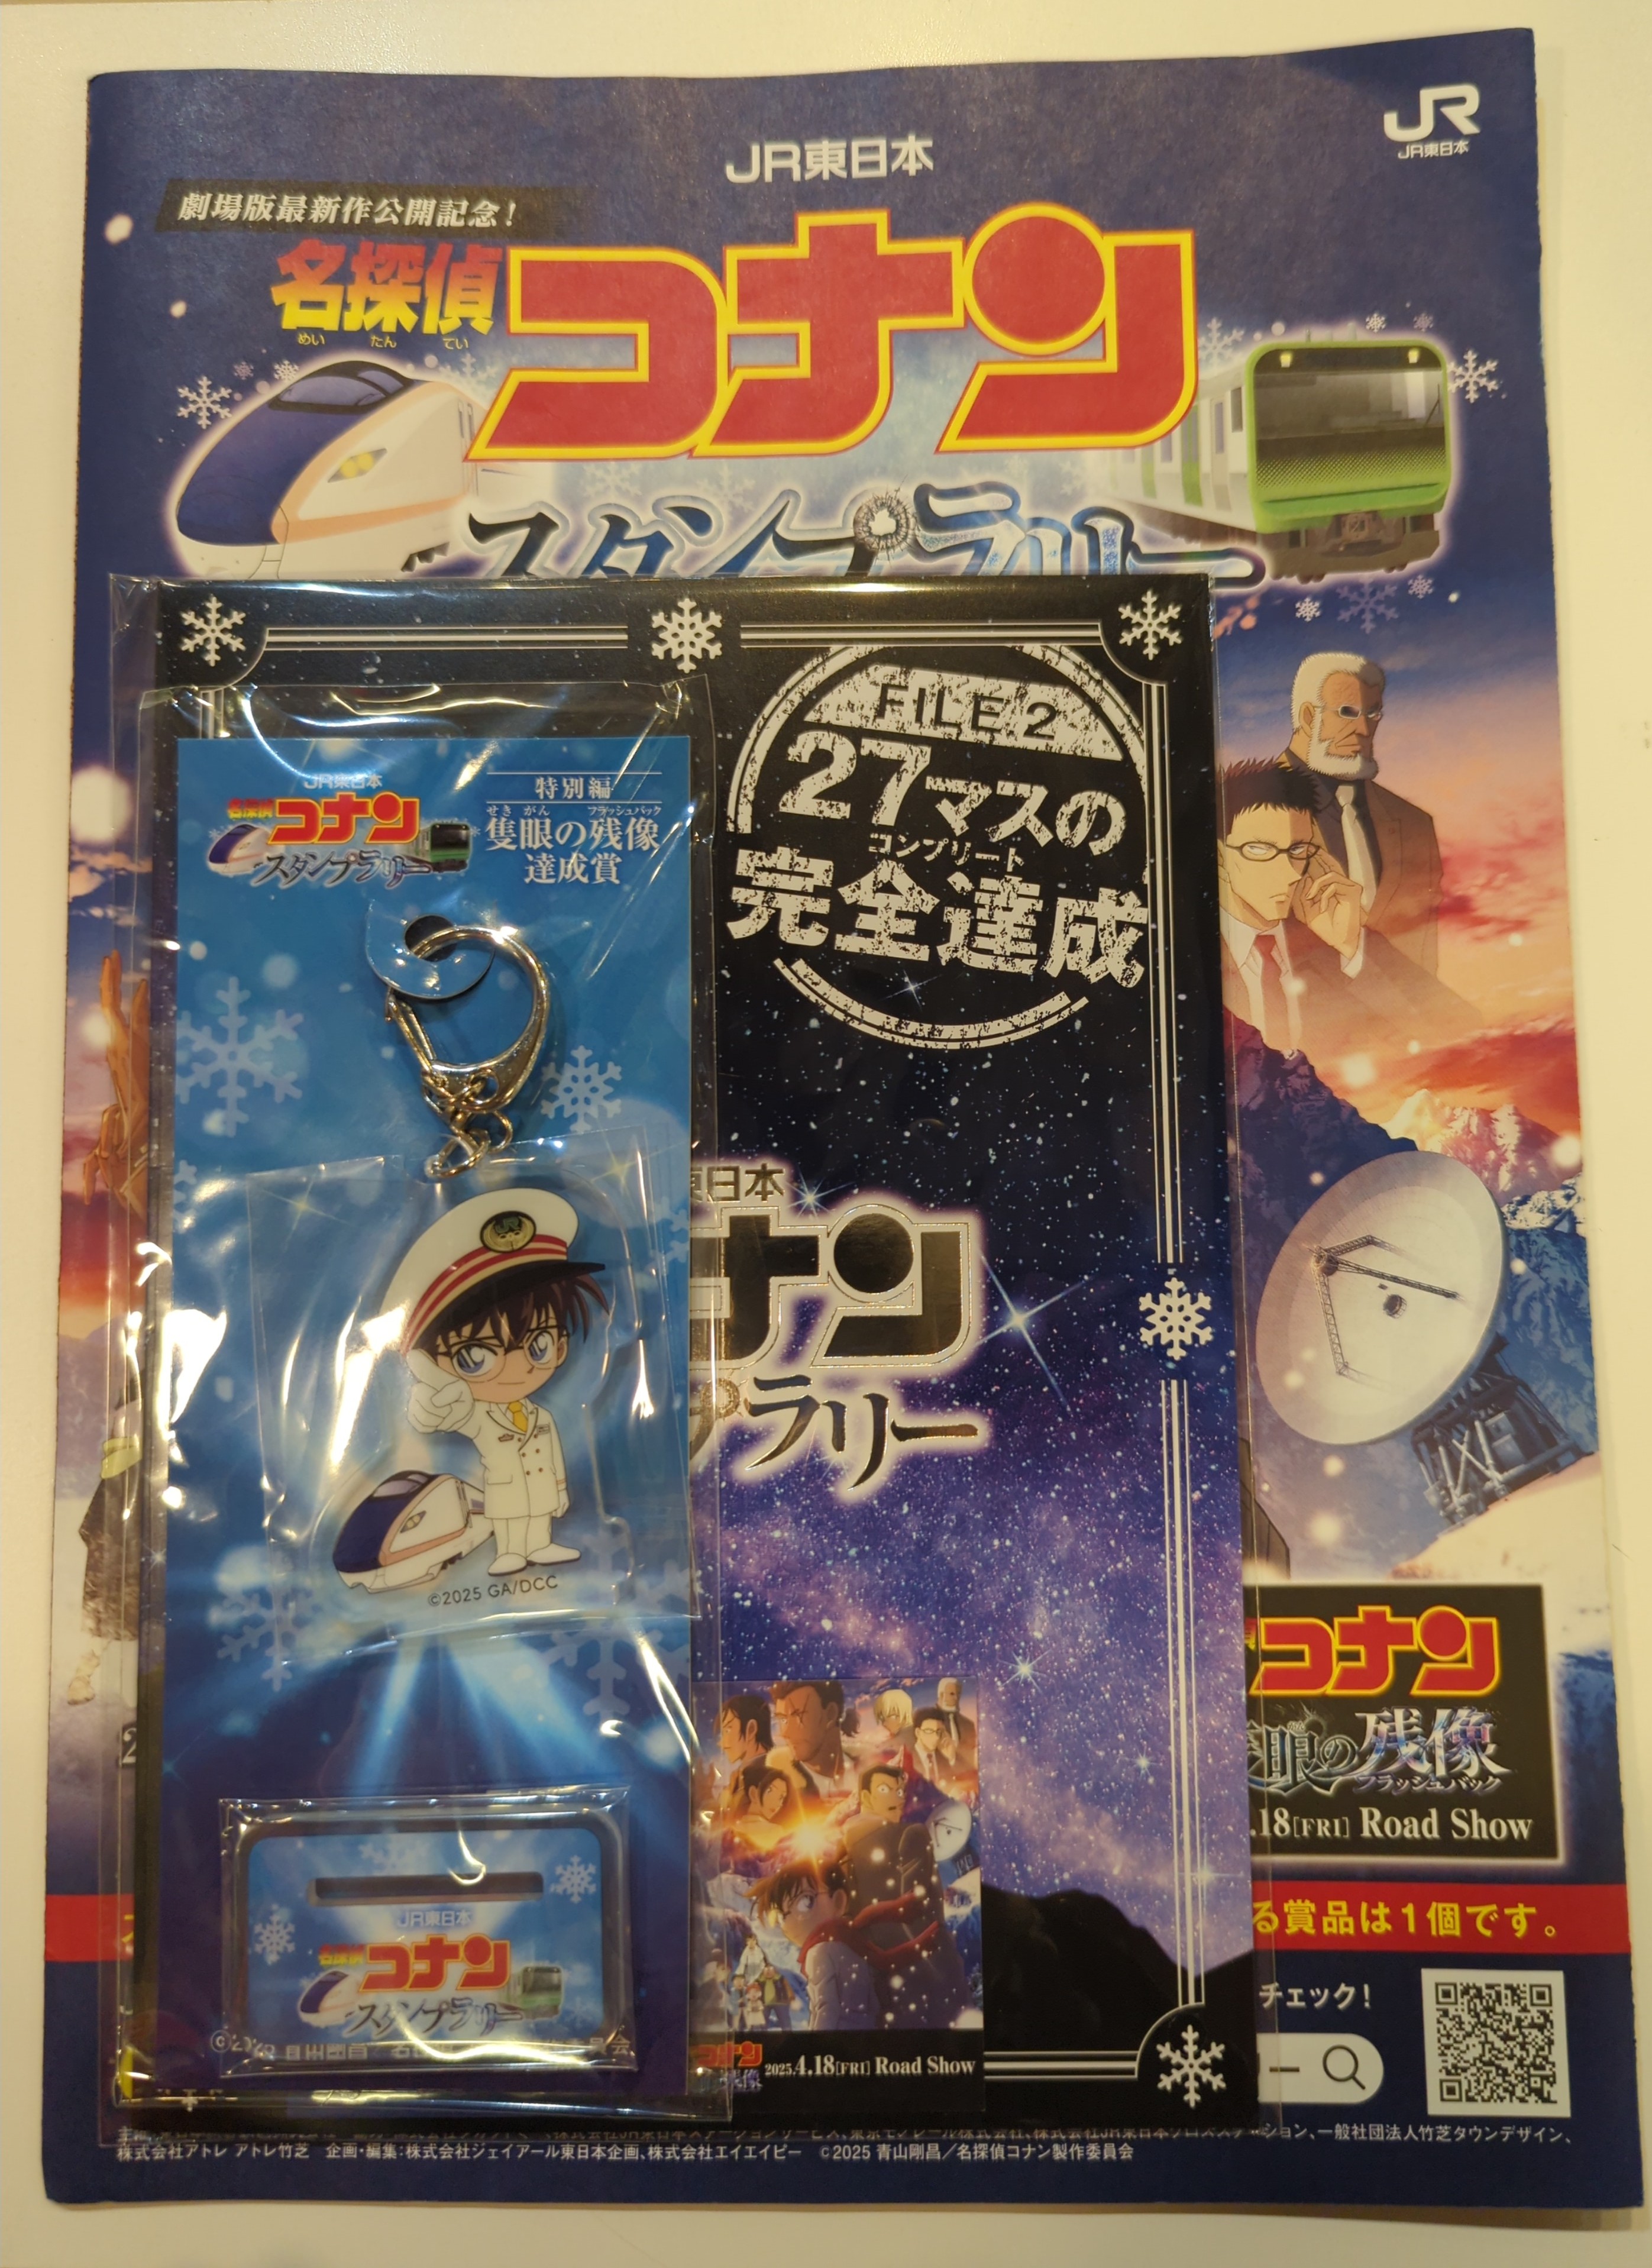 JR
JR東日本
JR東日本
劇場版最新作公開記念!
名探偵
めい たん てい
コナン
スタンプラリー
FILE 2
27マスの
コンプリート
完全達成
JR東日本
名探偵
コナン
スタンプラリー
特別編
せき がん フラッシュバック
隻眼の残像
達成賞
JR
©2025 GA/DCC
東日本
ナン
プラリー
コナン
2025.4.18[FRI] Road Show
JR東日本
名探偵
コナン
スタンプラリー
コナン
隻眼の残像
フラッシュバック
.18[FRI] Road Show
る賞品は1個です。
チェック!
ー
株式会社アトレ アトレ竹芝 企画・編集:株式会社ジェイアール東日本企画、株式会社エイエイピー ©2025 青山剛昌/名探偵コナン製作委員会